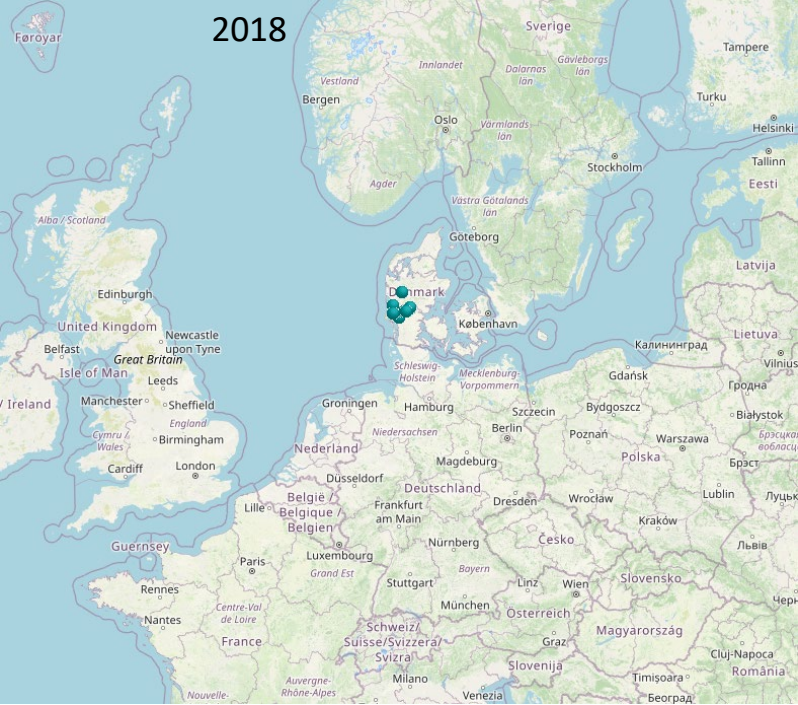 2018
Føroyar
Sverige
Tampere
Innlandet
Dalarnas
län
Gävleborgs
län
Vestland
Bergen
Turku
Oslo
Värmlands
län
Helsinki
Stockholm
Tallinn
Agder
Eesti
Västra Götalands
län
Alba / Scotland
Göteborg
Latvija
Edinburgh
København
United Kingdom
Newcastle
upon Tyne
Belfast
Great Britain
Isle of Man
Калининград
Lietuva
Vilnius
Schleswig-
Holstein
Mecklenburg-
Vorpommern
Gdańsk
Leeds
Гродна
/ Ireland
Manchester
Sheffield
Groningen
Hamburg
Szczecin
Bydgoszcz
Białystok
England
Cymru /
Wales
Birmingham
Niedersachsen
Berlin
Poznań
Warszawa
Nederland
Polska
Брэсцкая
Cardiff
London
Magdeburg
Брэст
Düsseldorf
Deutschland
Lublin
België /
Belgique /
Belgien
Lille
Dresden
Wrocław
Frankfurt
am Main
Kraków
Česko
Guernsey
Nürnberg
Львів
Luxembourg
Paris
Grand Est
Bayern
Rennes
Stuttgart
Linz
Wien
Slovensko
München
Centre-Val
de Loire
Nantes
Österreich
Schweiz/
Suisse/Svizzera/
Svizra
Magyarország
France
Graz
Cluj-Napoca
Slovenija
România
Auvergne-
Rhône-Alpes
Milano
Timișoara
Nouvelle-
Venezia
Београд